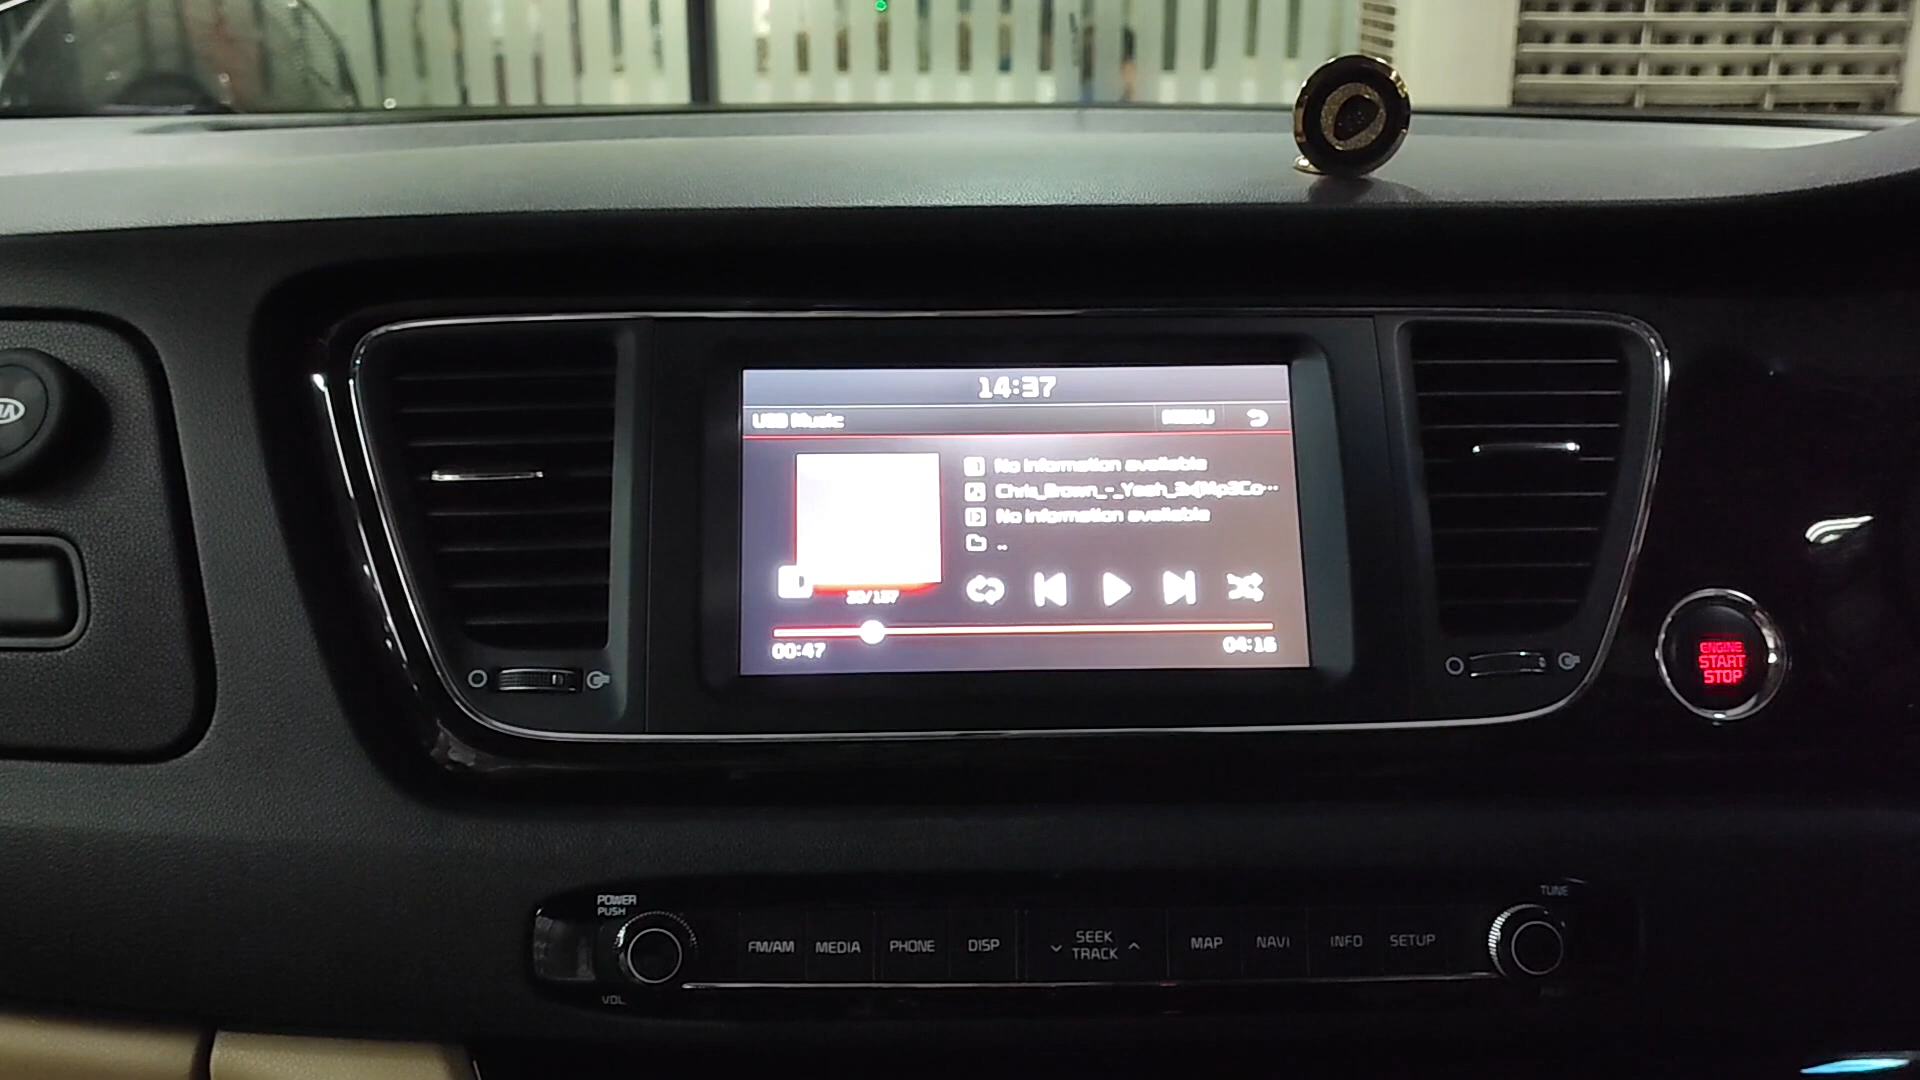 14:37
USB Music
MENU
No information available
Chris_Brown_-_Yeah_3x(Mp3Co···
No information available
..
00:47
04:16
ENGINE
START
STOP
POWER
PUSH
VOL
FM/AM
MEDIA
PHONE
DISP
SEEK
TRACK
MAP
NAVI
INFO
SETUP
TUNE